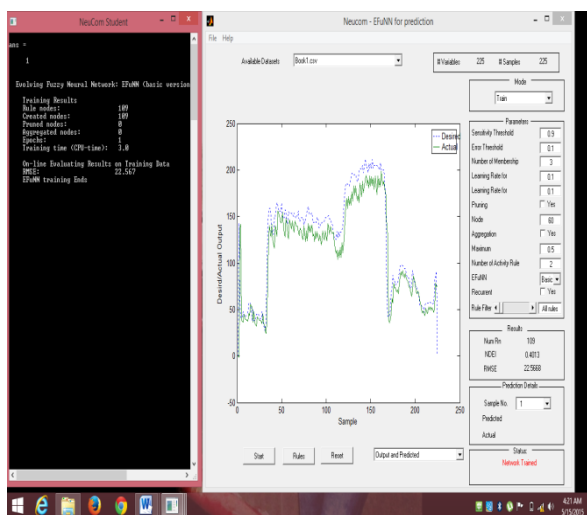 NeuCom Student
ans =
1
Evolving Fuzzy Neural Network: EFuNN (basic version
Training Results
Rule nodes: 109
Created nodes: 109
Pruned nodes: 0
Aggregated nodes: 0
Epochs: 1
Training time (CPU-time): 3.0
On-line Evaluating Results on Training Data
RMSE: 22.567
EFuNN training Ends
Neucom - EFuNN for prediction
File Help
Available Datasets Book1.csv # Variables 225 # Samples 225
Mode
Train
Parameters
Sensitivity Threshold 0.9
Error Threshold 0.1
Number of Membership 3
Learning Rate for 0.1
Learning Rate for 0.1
Pruning Yes
Node 60
Aggregation Yes
Maximum 0.5
Number of Activity Rule 2
EFuNN Basic
Recurrent Yes
Rule Filter All rules
Results
Num Rn 109
NDEI 0.4013
RMSE 22.5668
Prediction Details
Sample No. 1
Predicted
Actual
Status:
Network Trained
Desired
Actual
Desird/Actual Output
250
200
150
100
50
0
-50
0 50 100 150 200 250
Sample
Start Rules Reset Output and Predicted
4:21 AM
5/15/2015